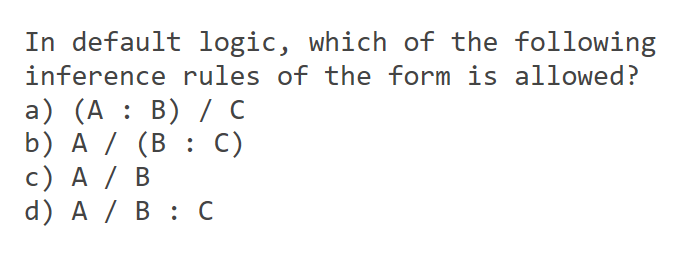 In default logic, which of the following
inference rules of the form is allowed?
a) (A : B) / C
b) A / (B : C)
c) A / B
d) A / B : C